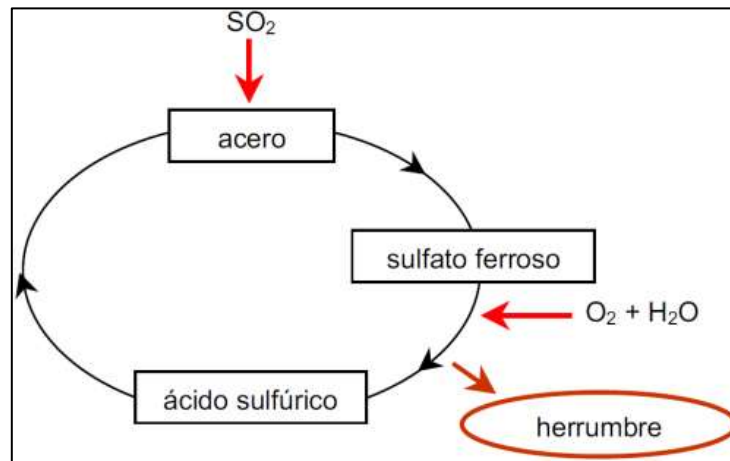 SO₂
acero
sulfato ferroso
O₂ + H₂O
ácido sulfúrico
herrumbre